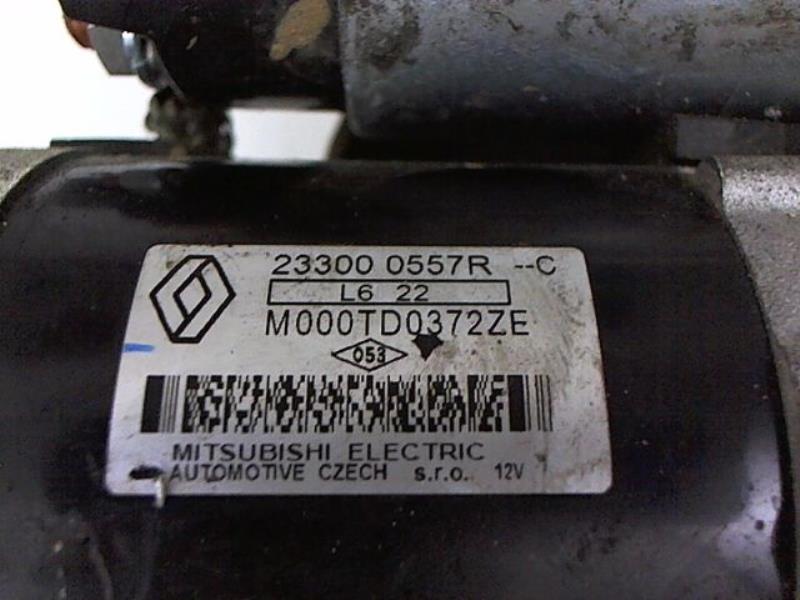 23300 0557R --C
L6 22
M000TD0372ZE
053
MITSUBISHI ELECTRIC
AUTOMOTIVE CZECH s.r.o. 12V